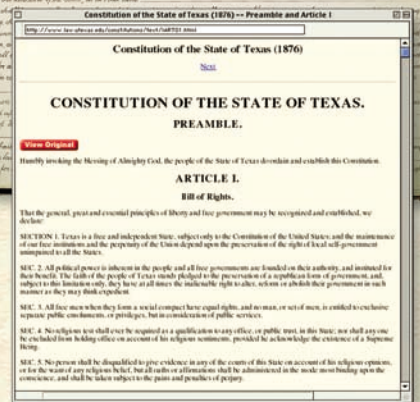 Constitution of the State of Texas (1876) -- Preamble and Article I
Constitution of the State of Texas (1876)
Next
CONSTITUTION OF THE STATE OF TEXAS.
PREAMBLE.
View Original
Humbly invoking the blessing of Almighty God, the people of the State of Texas do ordain and establish this Constitution.
ARTICLE I.
Bill of Rights.
That the general, great and essential principles of liberty and free government may be recognized and established, we
declare:
SECTION 1. Texas is a free and independent State, subject only to the Constitution of the United States; and the maintenance
of our free institutions and the perpetuity of the Union depend upon the preservation of the right of local self-government
unimpaired to all the States.
SEC. 2. All political power is inherent in the people and all free governments are founded on their authority, and instituted for
their benefit. The faith of the people of Texas stands pledged to the preservation of a republican form of government, and,
subject to this limitation only, they have at all times the inalienable right to alter, reform or abolish their government in such
manner as they may think expedient.
SEC. 3. All free men when they form a social compact have equal rights, and no man, or set of men, is entitled to exclusive
separate public emoluments, or privileges, but in consideration of public services.
SEC. 4. No religious test shall ever be required as a qualification to any office, or public trust, in this State; nor shall any one
be excluded from holding office on account of his religious sentiments, provided he acknowledge the existence of a Supreme
Being.
SEC. 5. No person shall be disqualified to give evidence in any of the courts of this State on account of his religious opinions,
or for the want of any religious belief, but all oaths or affirmations shall be administered in the mode most binding upon the
conscience, and shall be taken subject to the pains and penalties of perjury.